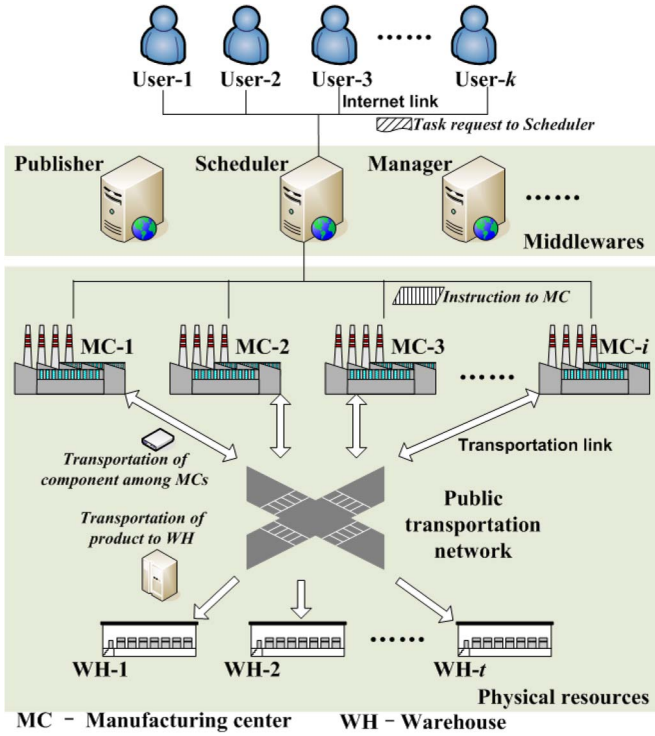 User-1 User-2 User-3 ...... User-k
Internet link
Task request to Scheduler
Publisher Scheduler Manager
......
Middlewares
Instruction to MC
MC-1 MC-2 MC-3 MC-i
......
Transportation link
Transportation of
component among MCs
Public
transportation
network
Transportation of
product to WH
......
WH-1 WH-2 WH-t
Physical resources
MC – Manufacturing center WH – Warehouse